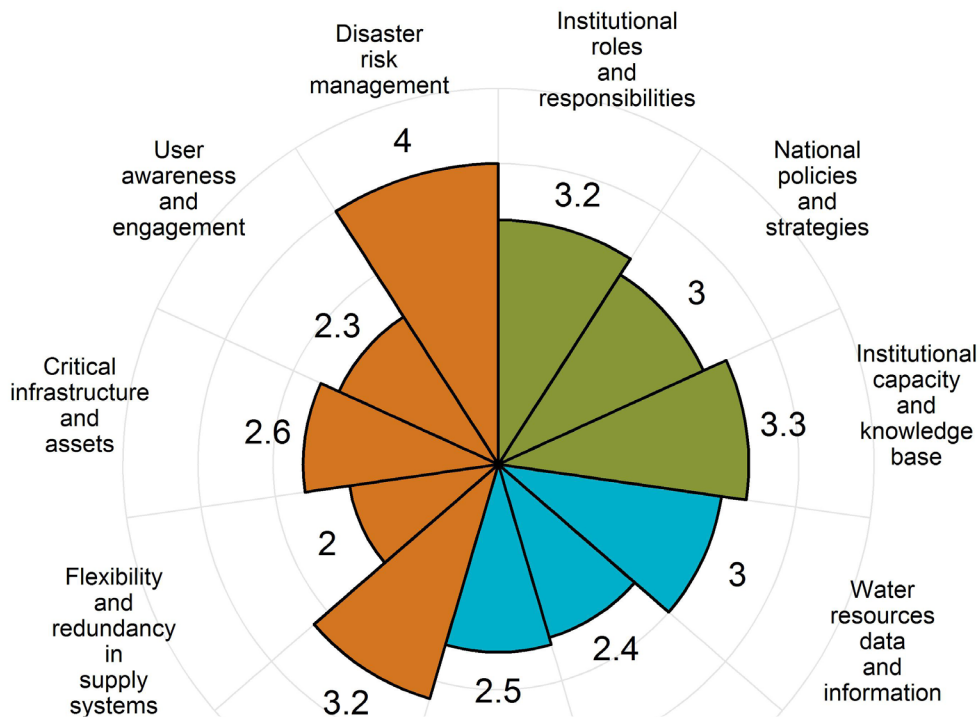 Disaster
risk
management
4
Institutional
roles
and
responsibilities
3.2
National
policies
and
strategies
3
Institutional
capacity
and
knowledge
base
3.3
Water
resources
data
and
information
3
2.4
2.5
3.2
Flexibility
and
redundancy
in
supply
systems
2
Critical
infrastructure
and
assets
2.6
User
awareness
and
engagement
2.3